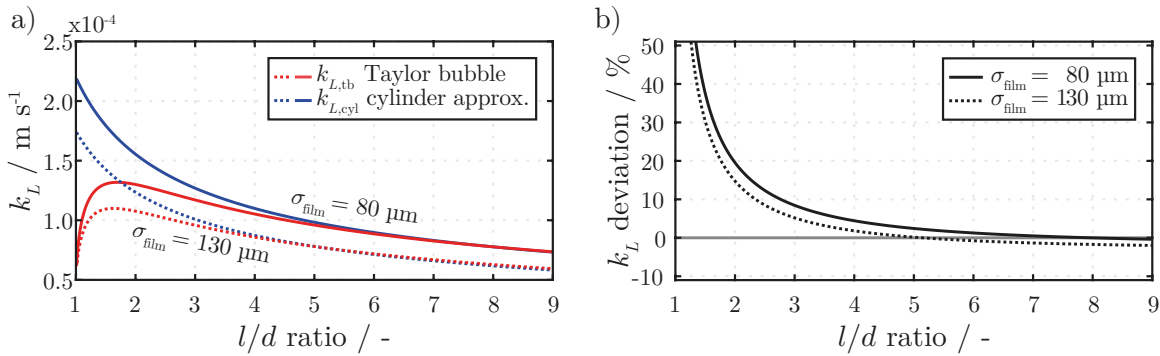 a)
x10⁻⁴
2.5
2.0
1.5
1.0
0.5
k_L / m s⁻¹
k_L,tb Taylor bubble
k_L,cyl cylinder approx.
σ_film = 80 µm
σ_film = 130 µm
1 2 3 4 5 6 7 8 9
l/d ratio / -
b)
50
40
30
20
10
0
-10
k_L deviation / %
σ_film = 80 µm
σ_film = 130 µm
1 2 3 4 5 6 7 8 9
l/d ratio / -